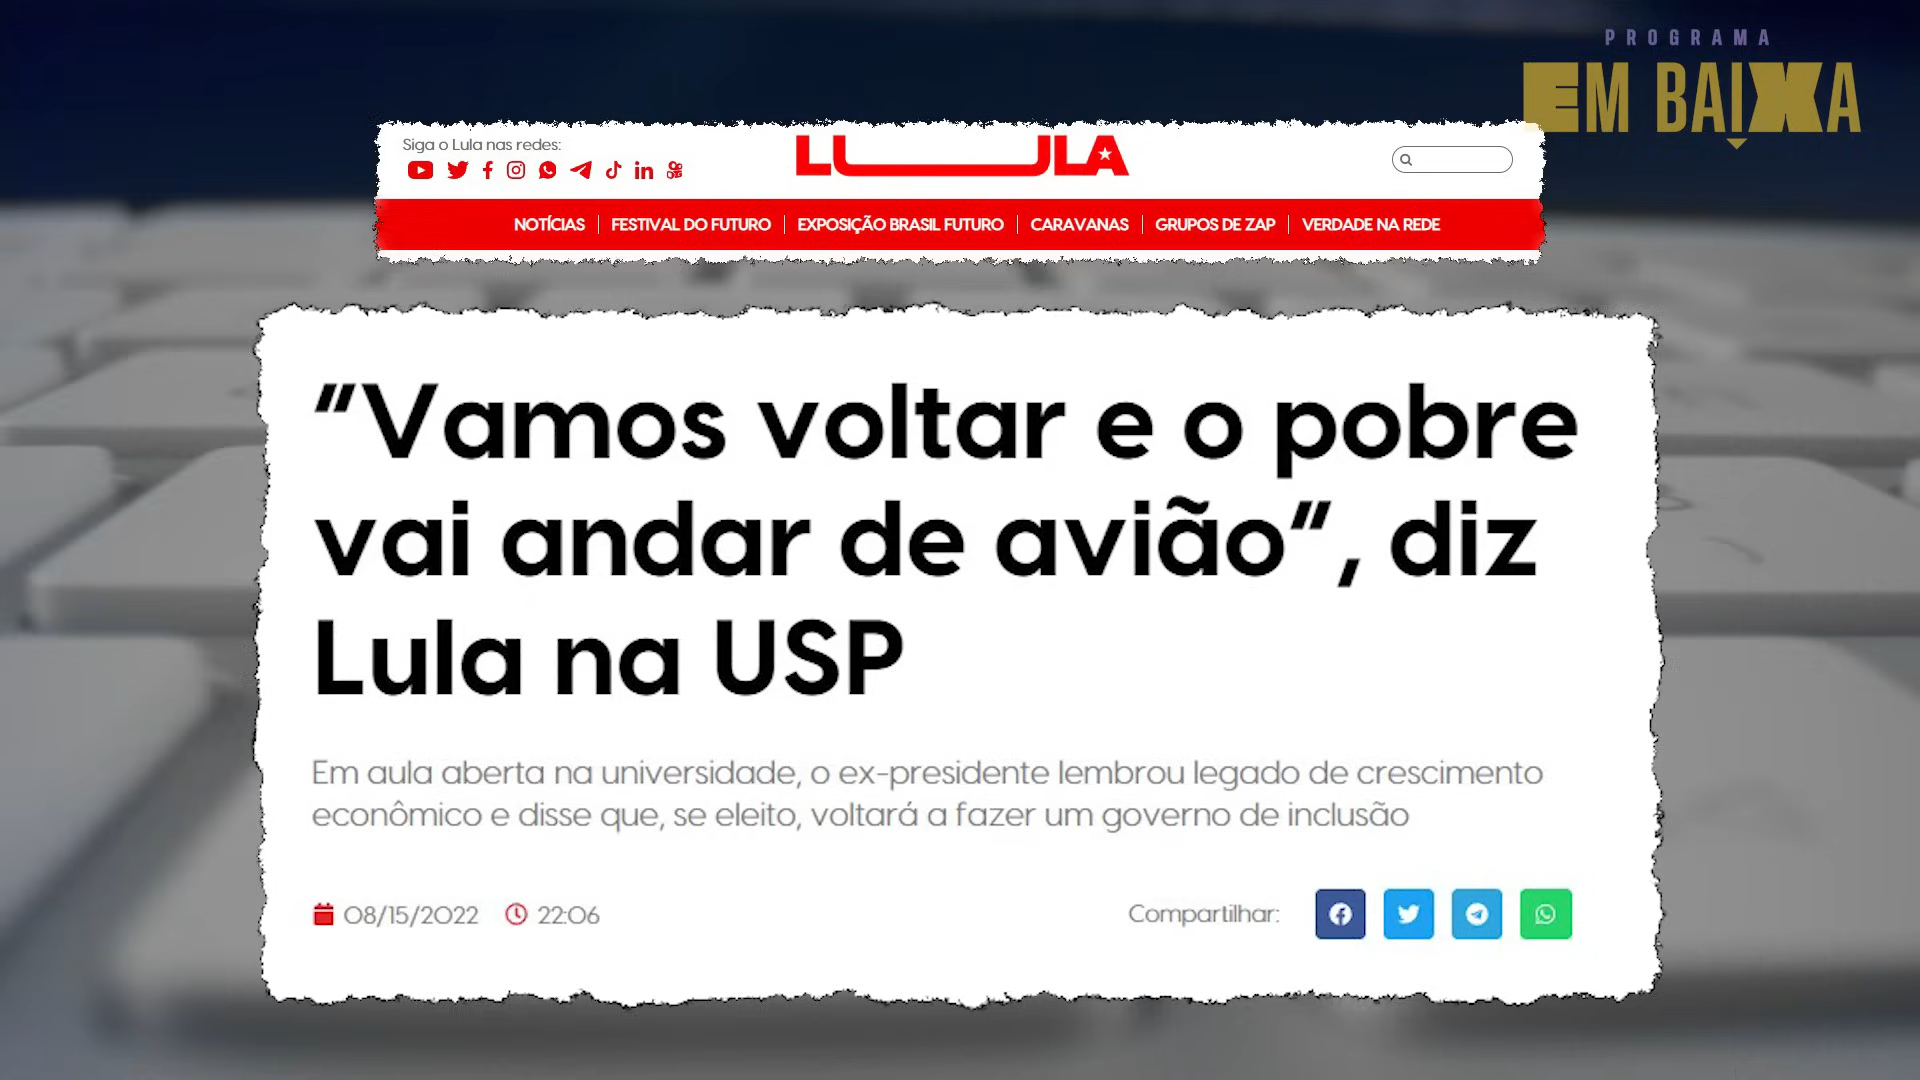 PROGRAMA
EM BAIXA
Siga o Lula nas redes:
LULA
NOTÍCIAS
FESTIVAL DO FUTURO
EXPOSIÇÃO BRASIL FUTURO
CARAVANAS
GRUPOS DE ZAP
VERDADE NA REDE
"Vamos voltar e o pobre
vai andar de avião", diz
Lula na USP
Em aula aberta na universidade, o ex-presidente lembrou legado de crescimento
econômico e disse que, se eleito, voltará a fazer um governo de inclusão
08/15/2022 22:06
Compartilhar: